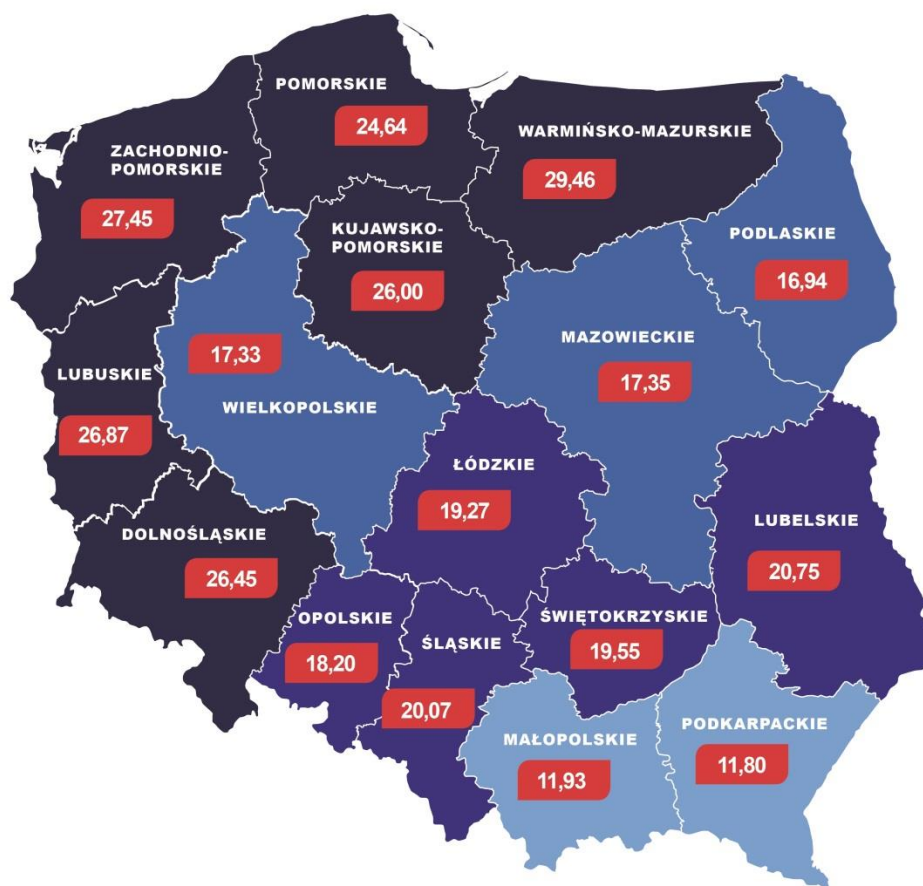 POMORSKIE
24,64
WARMIŃSKO-MAZURSKIE
29,46
ZACHODNIO-
POMORSKIE
27,45
KUJAWSKO-
POMORSKIE
26,00
PODLASKIE
16,94
MAZOWIECKIE
17,35
17,33
WIELKOPOLSKIE
LUBUSKIE
26,87
ŁÓDZKIE
19,27
LUBELSKIE
20,75
DOLNOŚLĄSKIE
26,45
OPOLSKIE
18,20
ŚLĄSKIE
20,07
ŚWIĘTOKRZYSKIE
19,55
MAŁOPOLSKIE
11,93
PODKARPACKIE
11,80